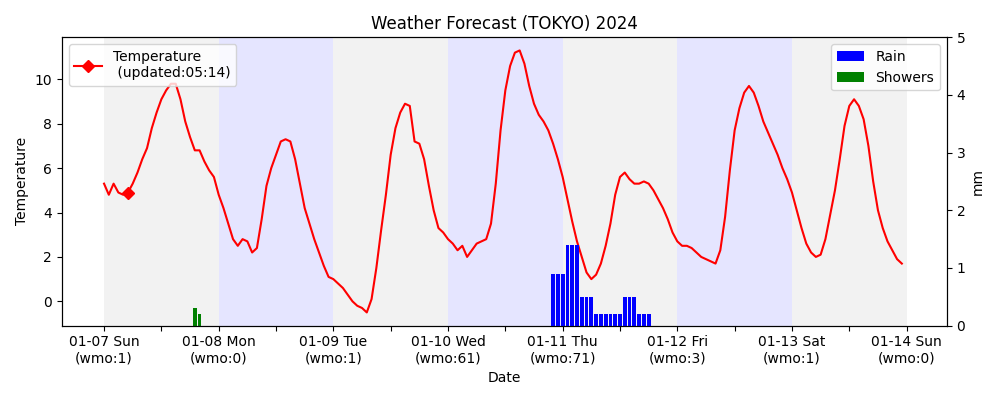 Weather Forecast (TOKYO) 2024
Temperature
(updated:05:14)
Rain
Showers
Temperature
10
8
6
4
2
0
5
4
3
2
1
0
mm
01-07 Sun
(wmo:1)
01-08 Mon
(wmo:0)
01-09 Tue
(wmo:1)
01-10 Wed
(wmo:61)
01-11 Thu
(wmo:71)
01-12 Fri
(wmo:3)
01-13 Sat
(wmo:1)
01-14 Sun
(wmo:0)
Date